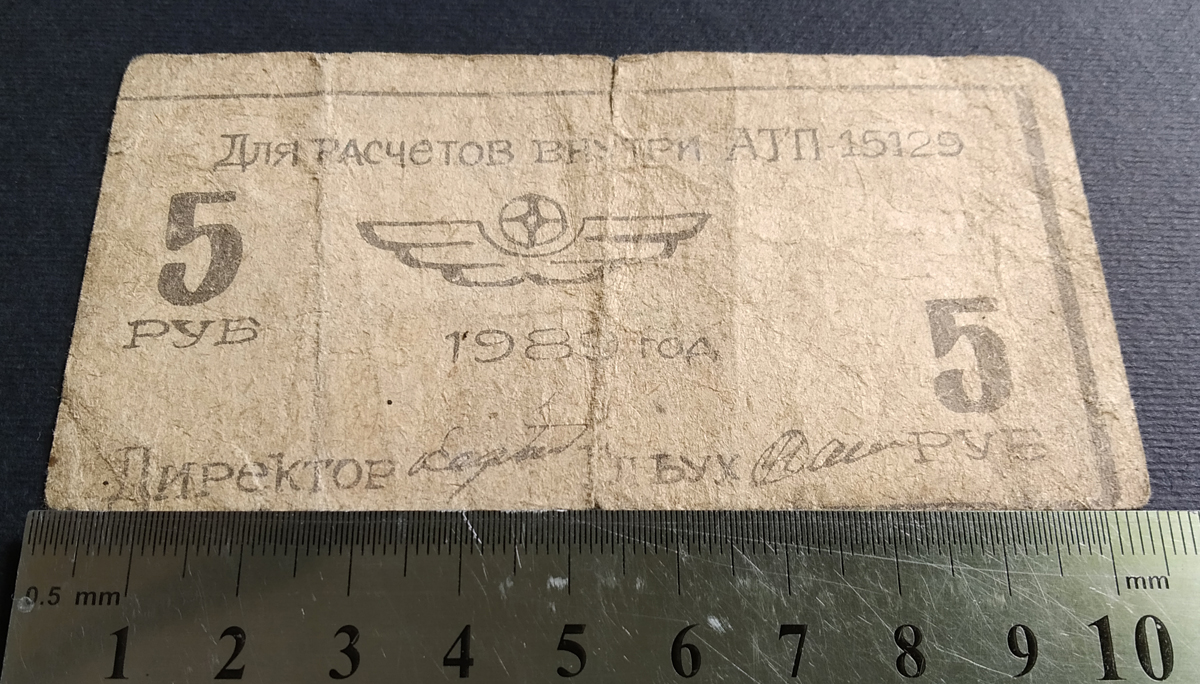 Для расчетов внутри АТП-15129
5
РУБ
1989 год,
5
РУБ
Директор
БУХ
0.5 mm
mm
1 2 3 4 5 6 7 8 9 10